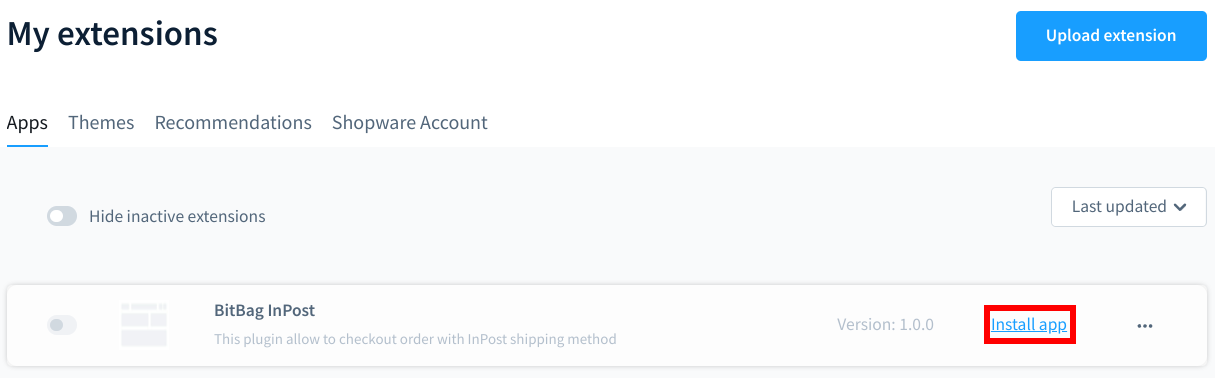 My extensions
Upload extension
Apps Themes Recommendations Shopware Account
Hide inactive extensions
Last updated
BitBag InPost
This plugin allow to checkout order with InPost shipping method
Version: 1.0.0
Install app